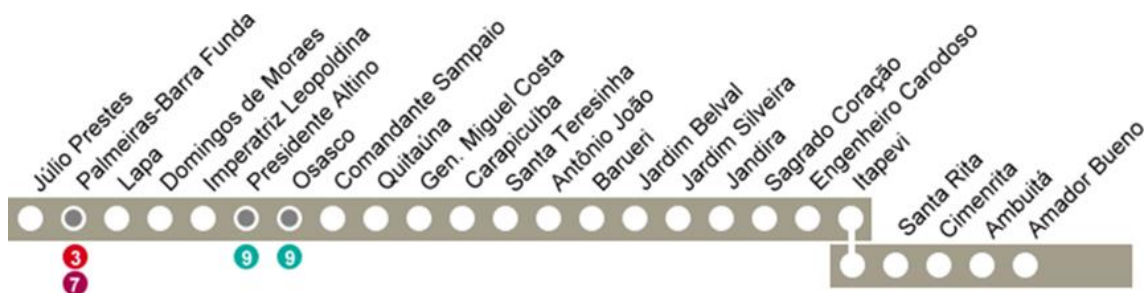 Júlio Prestes
Palmeiras-Barra Funda
Lapa
Domingos de Moraes
Imperatriz Leopoldina
Presidente Altino
Osasco
Comandante Sampaio
Quitaúna
Gen. Miguel Costa
Carapicuíba
Santa Teresinha
Antônio João
Barueri
Jardim Belval
Jardim Silveira
Jandira
Sagrado Coração
Engenheiro Carodoso
Itapevi
Santa Rita
Cimenrita
Ambuitá
Amador Bueno
3
7
9
9